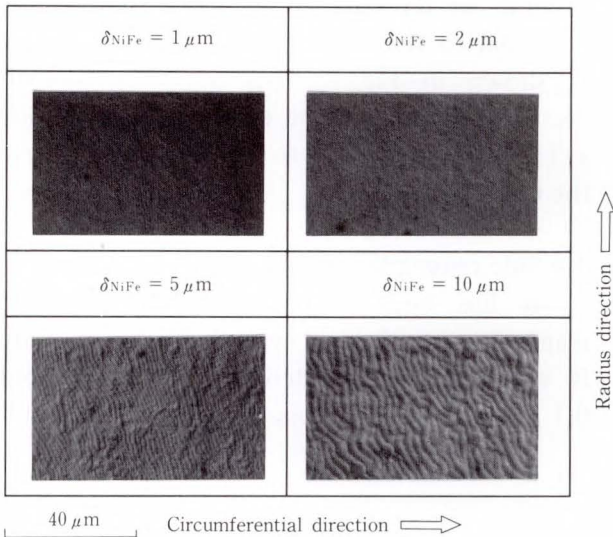 δNiFe = 1 μm
δNiFe = 2 μm
δNiFe = 5 μm
δNiFe = 10 μm
Radius direction
40 μm
Circumferential direction